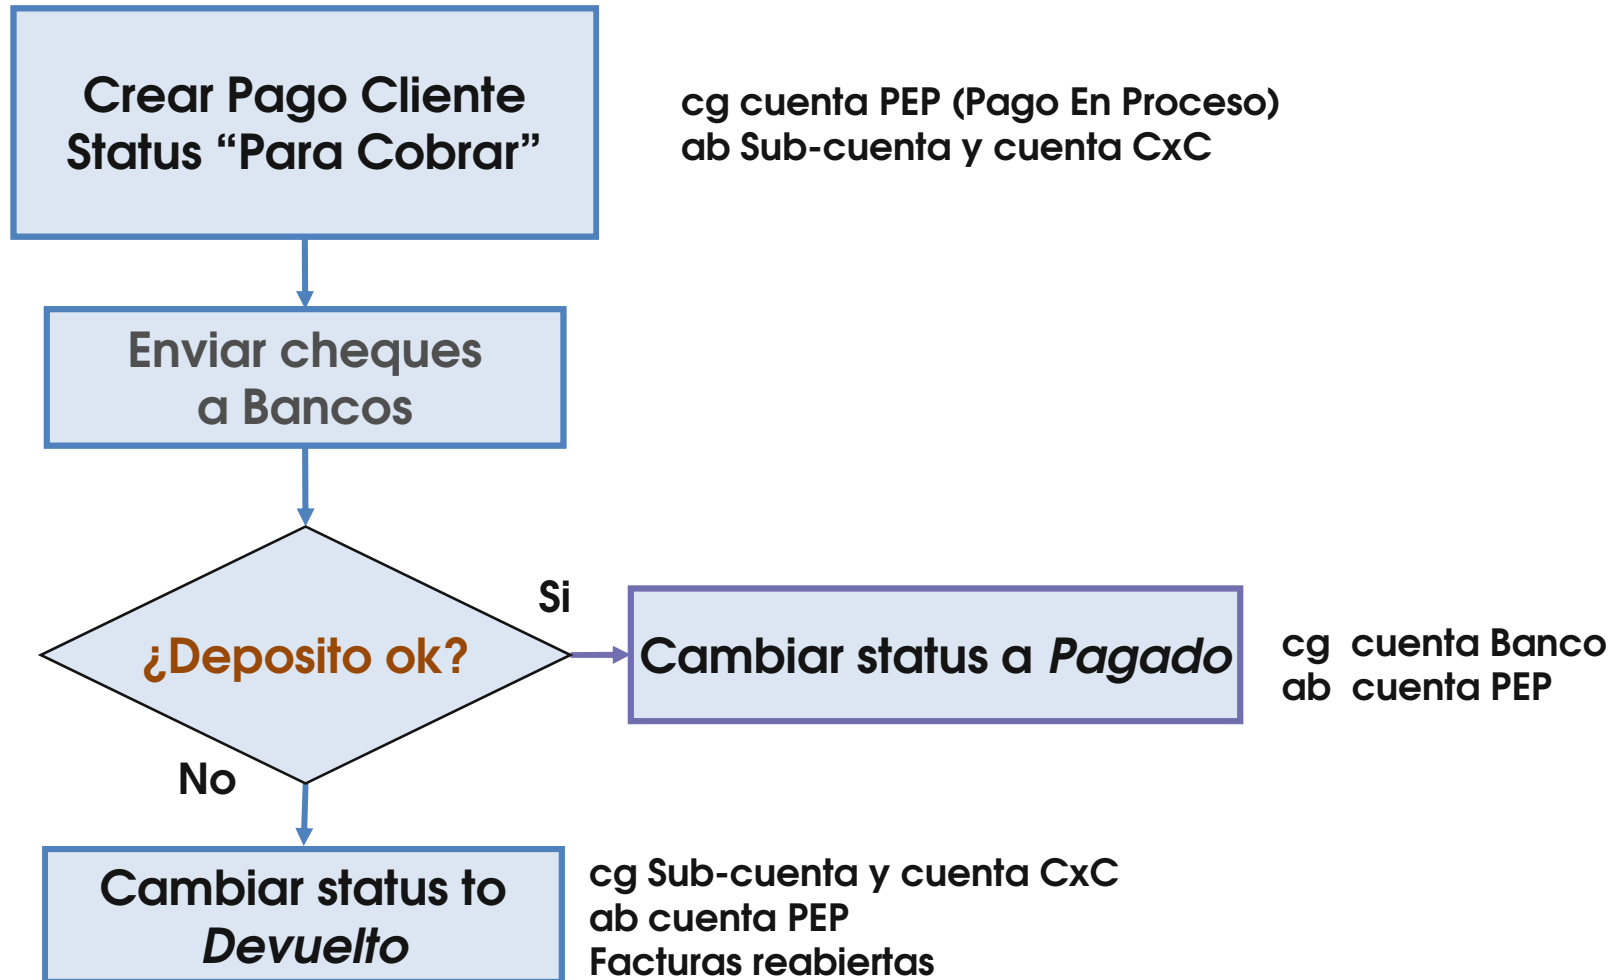 Crear Pago Cliente
Status “Para Cobrar”
cg cuenta PEP (Pago En Proceso)
ab Sub-cuenta y cuenta CxC
Enviar cheques
a Bancos
¿Deposito ok?
Si
Cambiar status a Pagado
cg cuenta Banco
ab cuenta PEP
No
Cambiar status to
Devuelto
cg Sub-cuenta y cuenta CxC
ab cuenta PEP
Facturas reabiertas